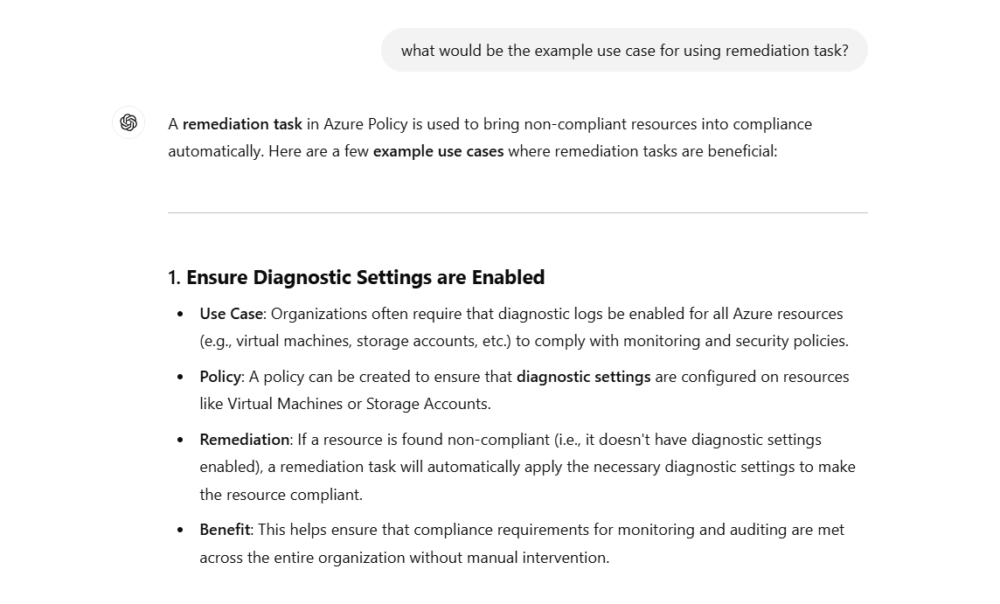 what would be the example use case for using remediation task?
A remediation task in Azure Policy is used to bring non-compliant resources into compliance
automatically. Here are a few example use cases where remediation tasks are beneficial:
1. Ensure Diagnostic Settings are Enabled
• Use Case: Organizations often require that diagnostic logs be enabled for all Azure resources
(e.g., virtual machines, storage accounts, etc.) to comply with monitoring and security policies.
• Policy: A policy can be created to ensure that diagnostic settings are configured on resources
like Virtual Machines or Storage Accounts.
• Remediation: If a resource is found non-compliant (i.e., it doesn't have diagnostic settings
enabled), a remediation task will automatically apply the necessary diagnostic settings to make
the resource compliant.
• Benefit: This helps ensure that compliance requirements for monitoring and auditing are met
across the entire organization without manual intervention.